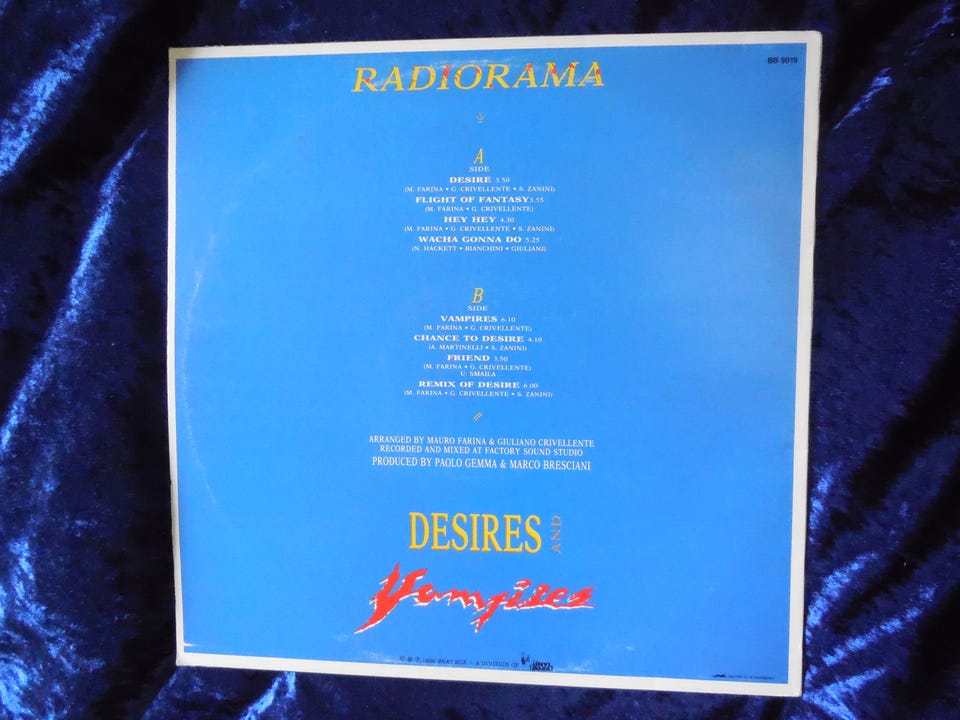 BB 9019
RADIORAMA
A
SIDE
DESIRE 3.50
(M. FARINA • G. CRIVELLENTE • S. ZANINI)
FLIGHT OF FANTASY 3.55
(M. FARINA • G. CRIVELLENTE)
HEY HEY 4.30
(M. FARINA • G. CRIVELLENTE • S. ZANINI)
WACHA GONNA DO 5.25
(N. HACKETT • BIANCHINI • GIULIANI)
B
SIDE
VAMPIRES 6.10
(M. FARINA • G. CRIVELLENTE)
CHANCE TO DESIRE 4.10
(A. MARTINELLI • S. ZANINI)
FRIEND 3.50
(M. FARINA • G. CRIVELLENTE)
U. SMAILA
REMIX OF DESIRE 6.00
(M. FARINA • G. CRIVELLENTE • S. ZANINI)
ARRANGED BY MAURO FARINA & GIULIANO CRIVELLENTE
RECORDED AND MIXED AT FACTORY SOUND STUDIO
PRODUCED BY PAOLO GEMMA & MARCO BRESCIANI
DESIRES AND
Vampires
1986 BEAT BOX - A DIVISION OF